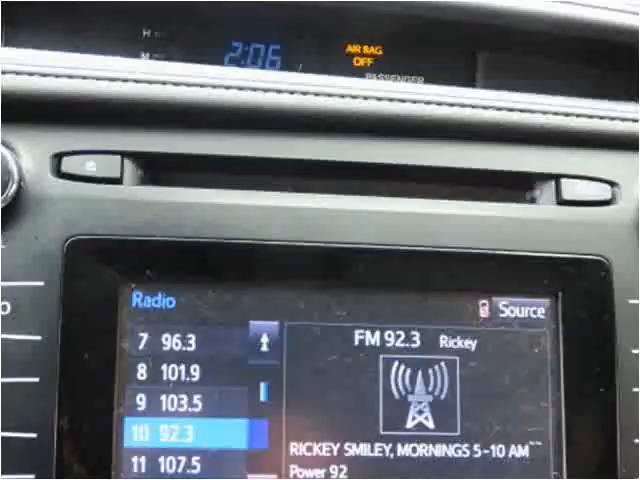 H
M
2:06
AIR BAG
OFF
PASSENGER
Radio
Source
7 96.3
8 101.9
9 103.5
10 92.3
11 107.5
FM 92.3 Rickey
RICKEY SMILEY, MORNINGS 5-10 AM~~
Power 92